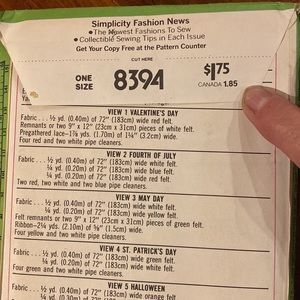 Simplicity Fashion News
• The Newest Fashions To Sew
• Collectible Sewing Tips in Each Issue
Get Your Copy Free at the Pattern Counter
CUT HERE
ONE SIZE
8394
$1.75
CANADA 1.85
VIEW 1 VALENTINE'S DAY
Fabric . . . ½ yd. (0.40m) of 72" (183cm) wide red felt.
Remnants or two 9" x 12" (23cm x 31cm) pieces of white felt.
Pregathered lace–1⅞ yd. (1.70m) of 1¼" (3.2cm) wide.
Four red and two white pipe cleaners.
VIEW 2 FOURTH OF JULY
Fabric . . . ½ yd. (0.40m) of 72" (183cm) wide white felt.
¼ yd. (0.20m) of 72" (183cm) wide blue felt.
¼ yd. (0.20m) of 72" (183cm) wide red felt.
Two red, two white and two blue pipe cleaners.
VIEW 3 MAY DAY
Fabric . . . ½ yd. (0.40m) of 72" (183cm) wide white felt.
¼ yd. (0.20m) of 72" (183cm) wide yellow felt.
Felt remnants or two 9" x 12" (23cm x 31cm) pieces of green felt.
Ribbon–2¼ yds. (2.10m) of ⅝" (1.5cm) wide.
Four yellow and two white pipe cleaners.
VIEW 4 ST. PATRICK'S DAY
Fabric . . . ½ yd. (0.40m) of 72" (183cm) wide white felt.
¼ yd. (0.20m) of 72" (183cm) wide green felt.
Four green and two white pipe cleaners.
VIEW 5 HALLOWEEN
Fabric . . . ½ yd. (0.40m) of 72" (183cm) wide orange felt.